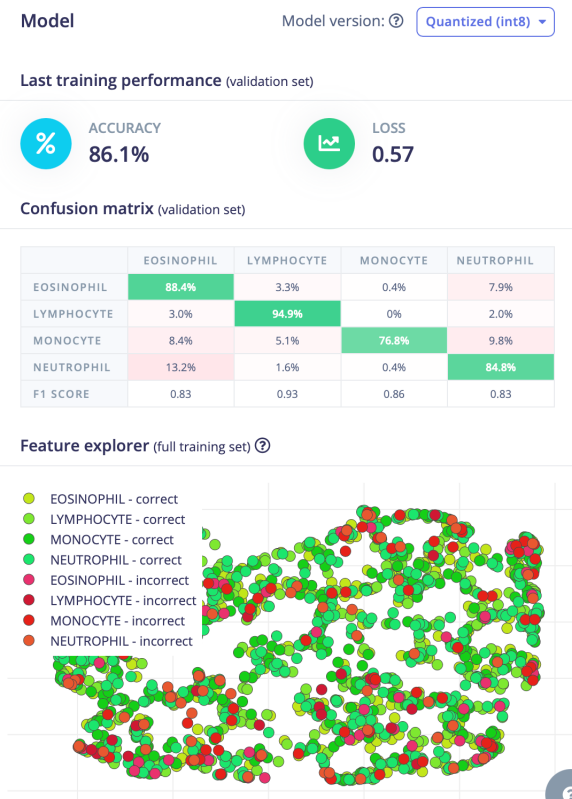 Model
Model version: Quantized (int8)
Last training performance (validation set)
ACCURACY
86.1%
LOSS
0.57
Confusion matrix (validation set)
EOSINOPHIL LYMPHOCYTE MONOCYTE NEUTROPHIL
EOSINOPHIL 88.4% 3.3% 0.4% 7.9%
LYMPHOCYTE 3.0% 94.9% 0% 2.0%
MONOCYTE 8.4% 5.1% 76.8% 9.8%
NEUTROPHIL 13.2% 1.6% 0.4% 84.8%
F1 SCORE 0.83 0.93 0.86 0.83
Feature explorer (full training set)
EOSINOPHIL - correct
LYMPHOCYTE - correct
MONOCYTE - correct
NEUTROPHIL - correct
EOSINOPHIL - incorrect
LYMPHOCYTE - incorrect
MONOCYTE - incorrect
NEUTROPHIL - incorrect